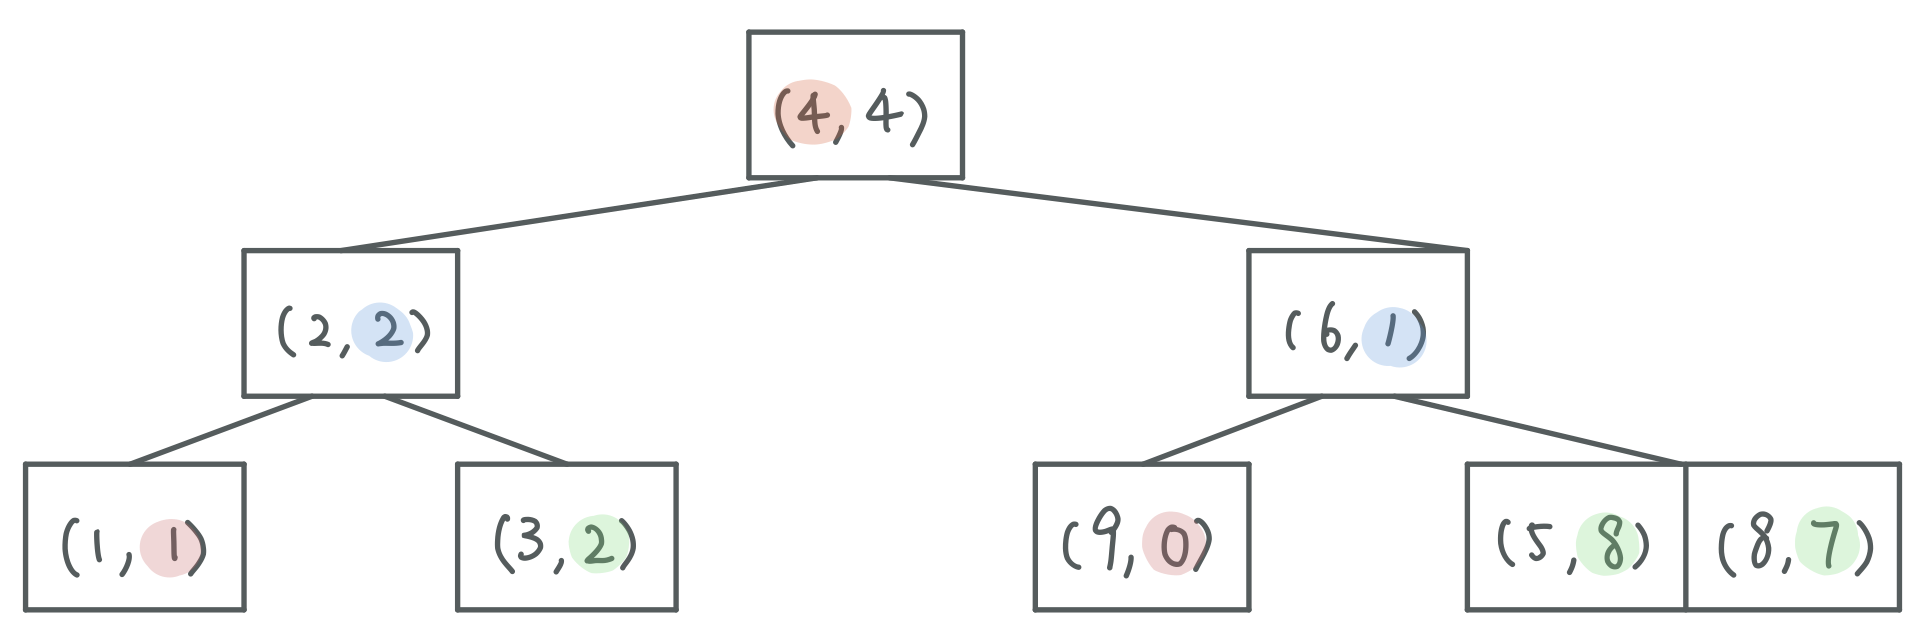 (4, 4)
(2, 2) (6, 1)
(1, 1) (3, 2) (9, 0) (5, 8) (8, 7)